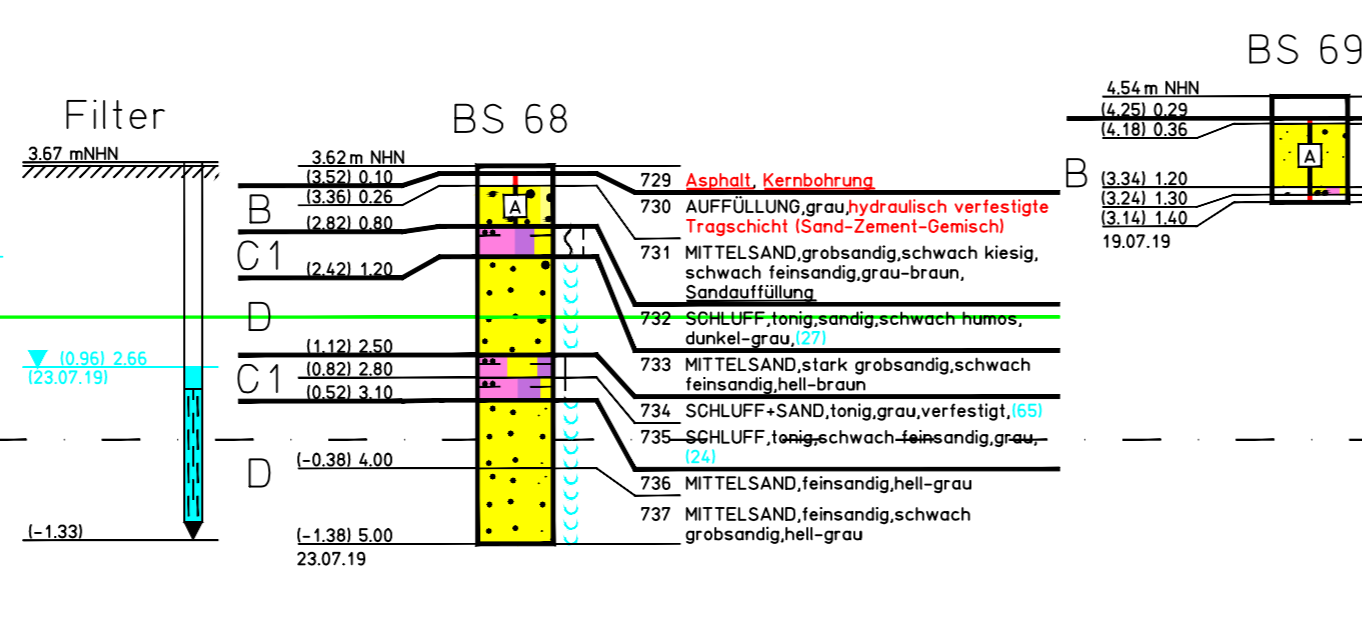 Filter
3.67 mNHN
(0.96) 2.66
(23.07.19)
(-1.33)
BS 68
3.62 m NHN
(3.52) 0.10
(3.36) 0.26
B
(2.82) 0.80
C1
(2.42) 1.20
D
(1.12) 2.50
C1
(0.82) 2.80
(0.52) 3.10
D
(-0.38) 4.00
(-1.38) 5.00
23.07.19
A
729 Asphalt, Kernbohrung
730 AUFFÜLLUNG,grau,hydraulisch verfestigte
Tragschicht (Sand-Zement-Gemisch)
731 MITTELSAND,grobsandig,schwach kiesig,
schwach feinsandig,grau-braun,
Sandauffüllung
732 SCHLUFF,tonig,sandig,schwach humos,
dunkel-grau,(27)
733 MITTELSAND,stark grobsandig,schwach
feinsandig,hell-braun
734 SCHLUFF+SAND,tonig,grau,verfestigt,(65)
735 SCHLUFF,tonig,schwach feinsandig,grau,
(24)
736 MITTELSAND,feinsandig,hell-grau
737 MITTELSAND,feinsandig,schwach
grobsandig,hell-grau
BS 69
4.54 m NHN
(4.25) 0.29
(4.18) 0.36
B
(3.34) 1.20
(3.24) 1.30
(3.14) 1.40
19.07.19
A